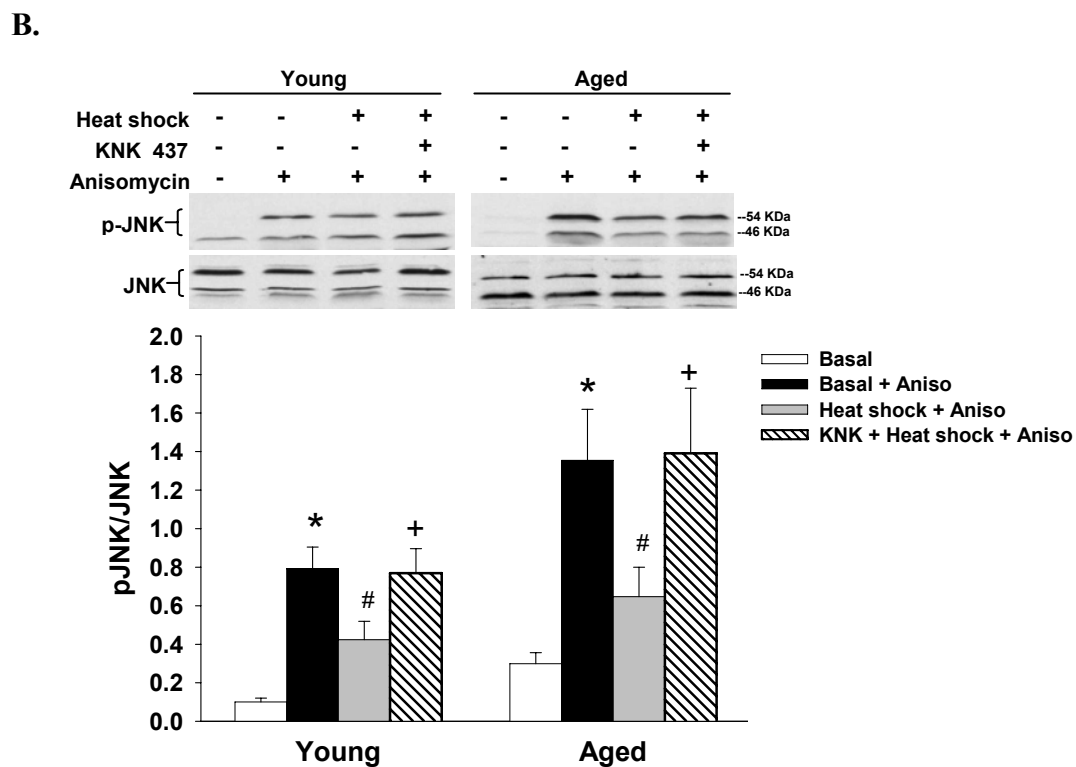 B.
Young Aged
Heat shock - - + + - - + +
KNK 437 - - - + - - - +
Anisomycin - + + + - + + +
p-JNK --54 KDa
--46 KDa
JNK --54 KDa
--46 KDa
2.0
1.8
1.6
1.4
1.2
1.0
0.8
0.6
0.4
0.2
0.0
pJNK/JNK
* # +
* # +
Basal
Basal + Aniso
Heat shock + Aniso
KNK + Heat shock + Aniso
Young Aged